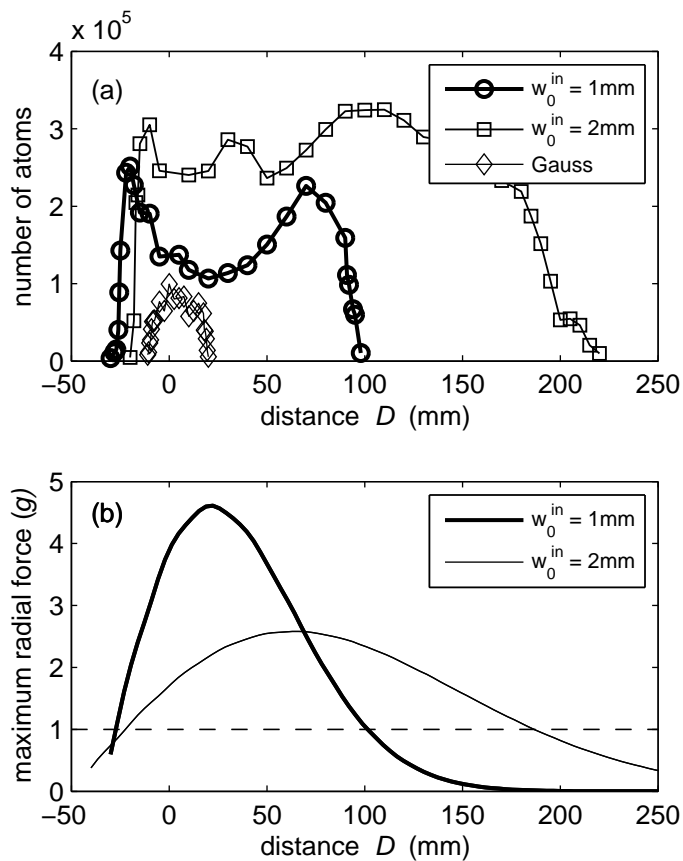 x 10^5
4
3
2
1
0
number of atoms
(a)
w_0^in = 1mm
w_0^in = 2mm
Gauss
−50 0 50 100 150 200 250
distance D (mm)
5
4
3
2
1
0
maximum radial force (g)
(b)
w_0^in = 1mm
w_0^in = 2mm
−50 0 50 100 150 200 250
distance D (mm)